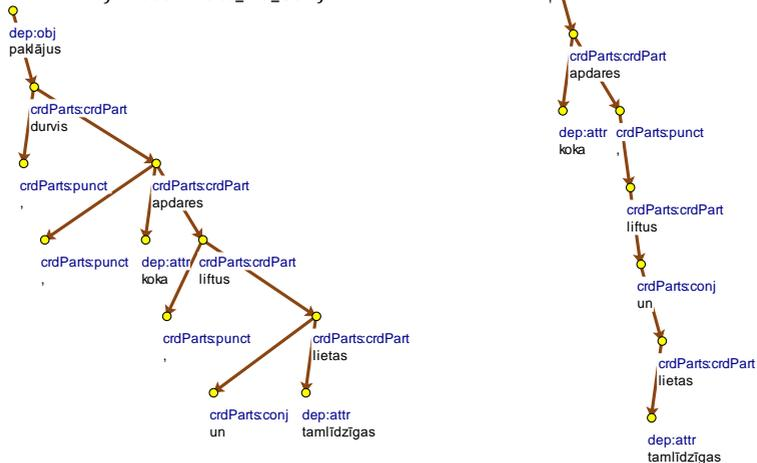 dep:obj
paklājus
crdParts:crdPart
durvis
crdParts:punct
,
crdParts:crdPart
apdares
crdParts:punct
,
dep:attr
koka
crdParts:crdPart
liftus
crdParts:punct
,
crdParts:crdPart
lietas
crdParts:conj
un
dep:attr
tamlīdzīgas
crdParts:crdPart
apdares
dep:attr
koka
crdParts:punct
,
crdParts:crdPart
liftus
crdParts:conj
un
crdParts:crdPart
lietas
dep:attr
tamlīdzīgas